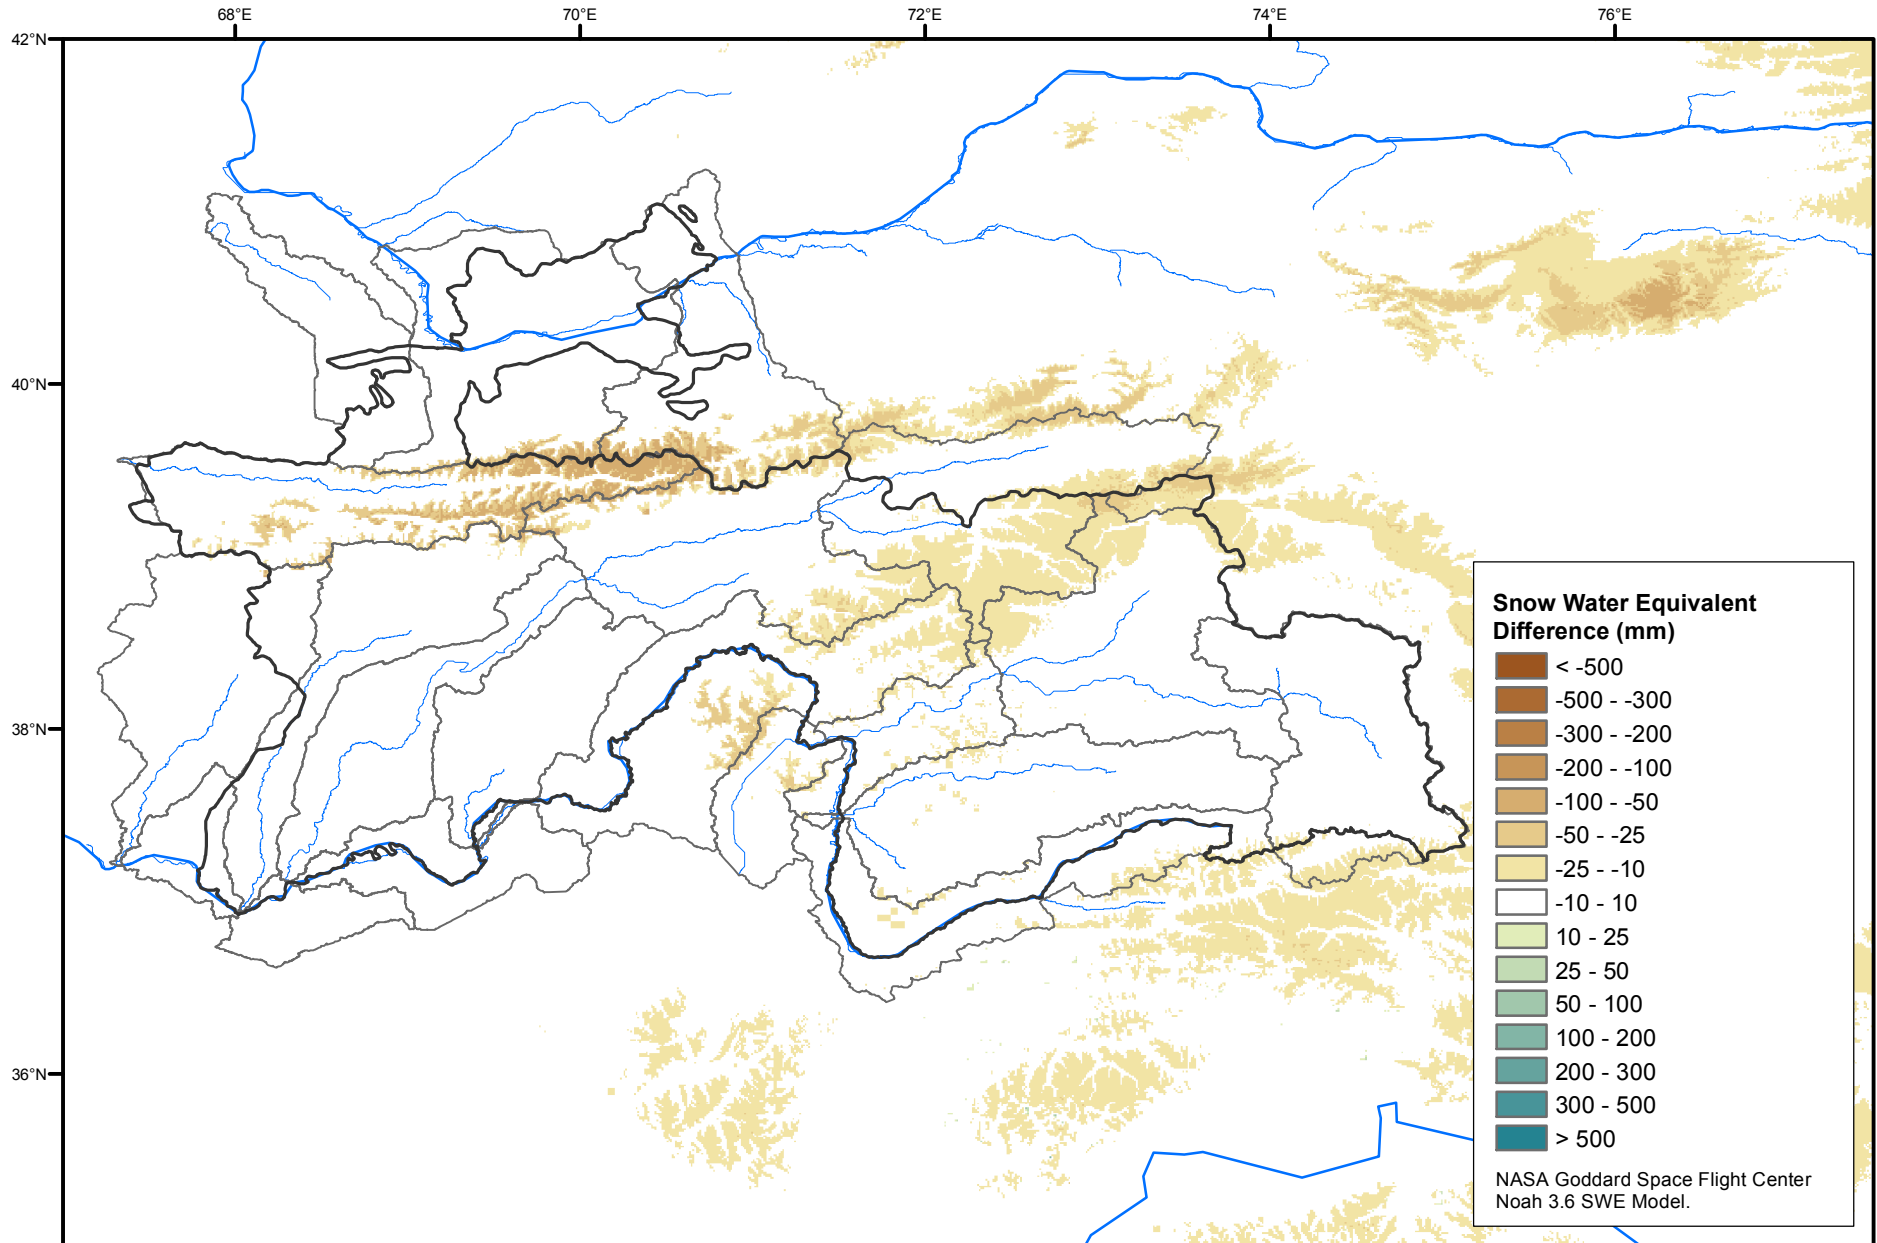 68°E 70°E 72°E 74°E 76°E
42°N
40°N
38°N
36°N
Snow Water Equivalent
Difference (mm)
< -500
-500 - -300
-300 - -200
-200 - -100
-100 - -50
-50 - -25
-25 - -10
-10 - 10
10 - 25
25 - 50
50 - 100
100 - 200
200 - 300
300 - 500
> 500
NASA Goddard Space Flight Center
Noah 3.6 SWE Model.